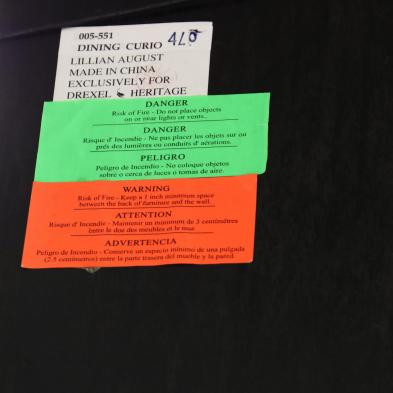 005-551
DINING CURIO
LILLIAN AUGUST
MADE IN CHINA
EXCLUSIVELY FOR
DREXEL HERITAGE
DANGER
Risk of Fire - Do not place objects
on or near lights or vents..
DANGER
Risque d' Incendie - Ne pas placer les objets sur ou
prés des lumières ou conduits d' aérations.
PELIGRO
Peligro de Incendio - No coloque objetos
sobre o cerca de luces o tomas de aire.
WARNING
Risk of Fire - Keep a 1 inch minimum space
between the back of furniture and the wall.
ATTENTION
Risque d' Incendie - Maintenir un minimum de 3 centimètres
entre le dos des meubles et le mur.
ADVERTENCIA
Peligro de Incendio - Conserve un espacio mínimo de una pulgada
(2.5 centímetros) entre la parte trasera del mueble y la pared.